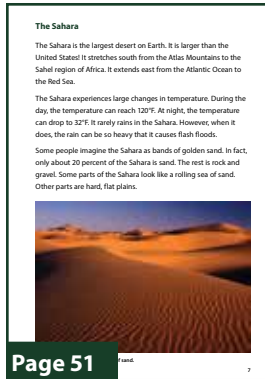 The Sahara
The Sahara is the largest desert on Earth. It is larger than the
United States! It stretches south from the Atlas Mountains to the
Sahel region of Africa. It extends east from the Atlantic Ocean to
the Red Sea.
The Sahara experiences large changes in temperature. During the
day, the temperature can reach 120°F. At night, the temperature
can drop to 32°F. It rarely rains in the Sahara. However, when it
does, the rain can be so heavy that it causes flash floods.
Some people imagine the Sahara as bands of golden sand. In fact,
only about 20 percent of the Sahara is sand. The rest is rock and
gravel. Some parts of the Sahara look like a rolling sea of sand.
Other parts are hard, flat plains.
of sand.
Page 51
7